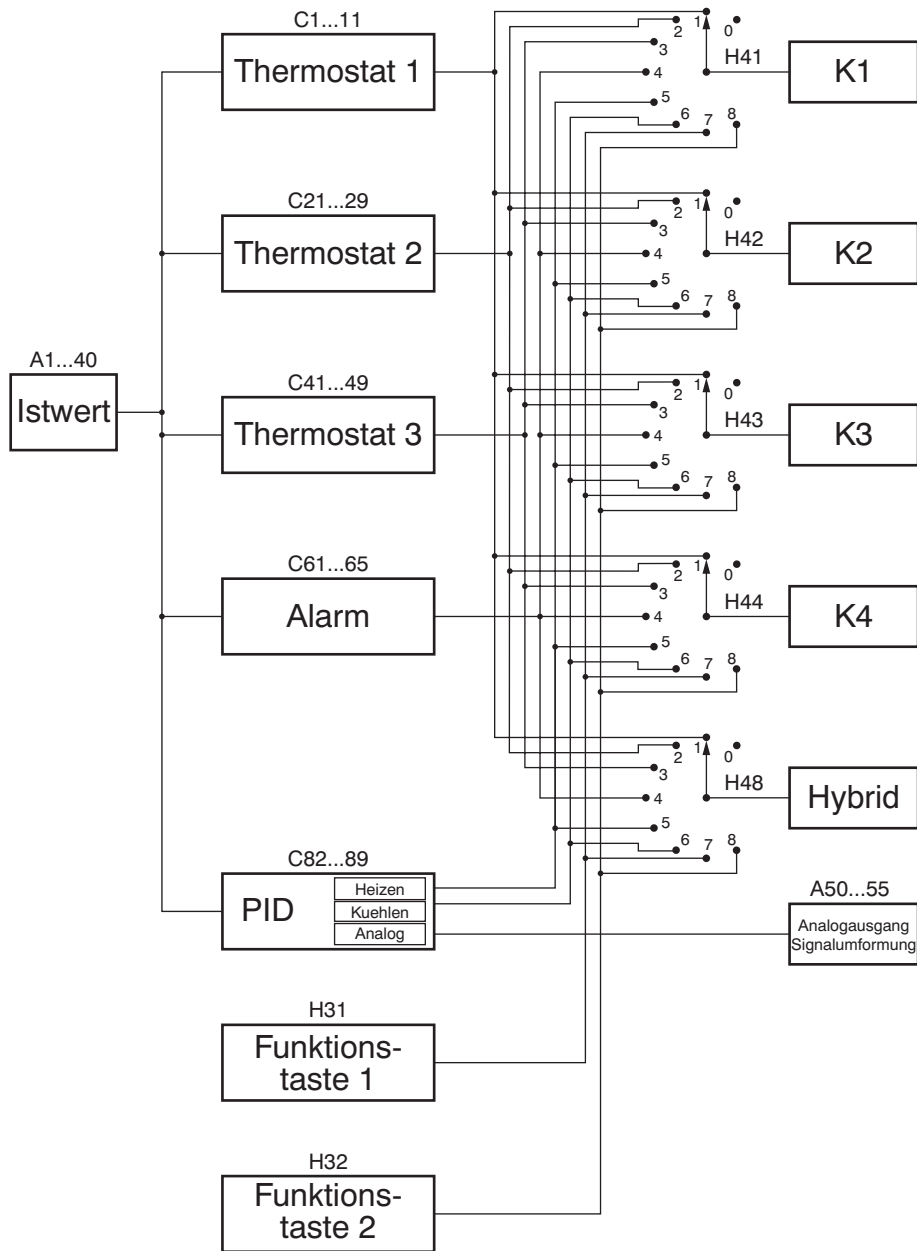 C1...11
Thermostat 1
1
2
0
3
H41
4
K1
5
6
7
8
C21...29
Thermostat 2
1
2
0
3
H42
4
K2
5
6
7
8
A1...40
Istwert
C41...49
Thermostat 3
1
2
0
3
H43
4
K3
5
6
7
8
C61...65
Alarm
1
2
0
3
H44
4
K4
5
6
7
8
1
2
0
3
H48
4
Hybrid
5
6
7
8
C82...89
PID
Heizen
Kuehlen
Analog
A50...55
Analogausgang
Signalumformung
H31
Funktions-
taste 1
H32
Funktions-
taste 2